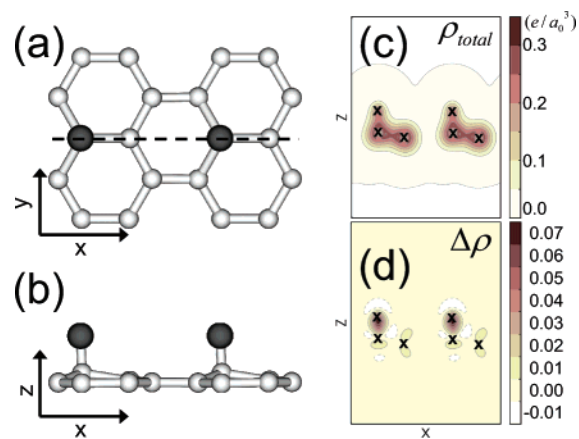 (a)
y
x
(b)
z
x
(c)
ρ_total
(e/a₀³)
z
x x x x x x
0.3
0.2
0.1
0.0
(d)
Δρ
z
x x x x x x
x
0.07
0.06
0.05
0.04
0.03
0.02
0.01
0.00
-0.01